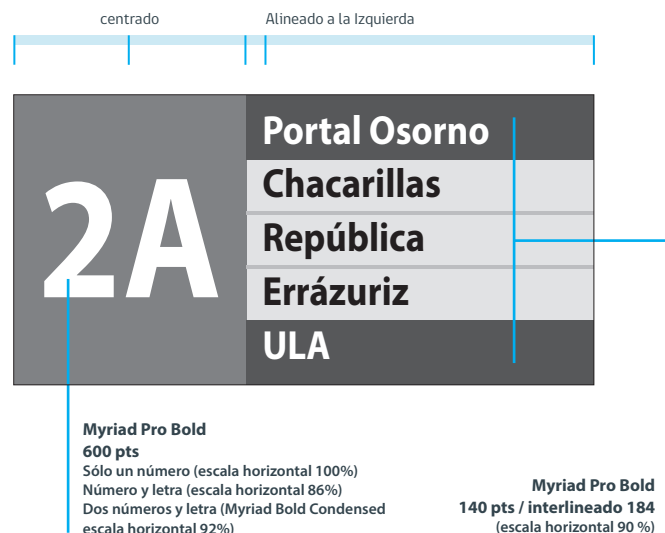 centrado
Alineado a la Izquierda
2A
Portal Osorno
Chacarillas
República
Errázuriz
ULA
Myriad Pro Bold
600 pts
Sólo un número (escala horizontal 100%)
Número y letra (escala horizontal 86%)
Dos números y letra (Myriad Bold Condensed
escala horizontal 92%)
Myriad Pro Bold
140 pts / interlineado 184
(escala horizontal 90 %)